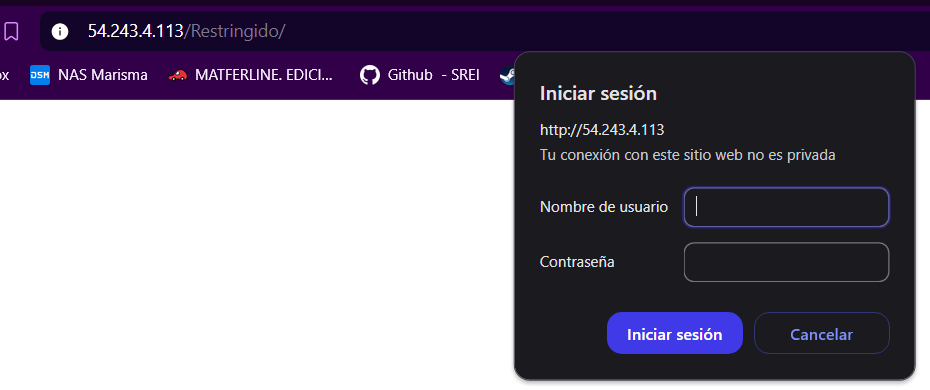 54.243.4.113/Restringido/
ox DSM NAS Marisma MATFERLINE. EDICI... Github - SREI
Iniciar sesión
http://54.243.4.113
Tu conexión con este sitio web no es privada
Nombre de usuario
Contraseña
Iniciar sesión Cancelar